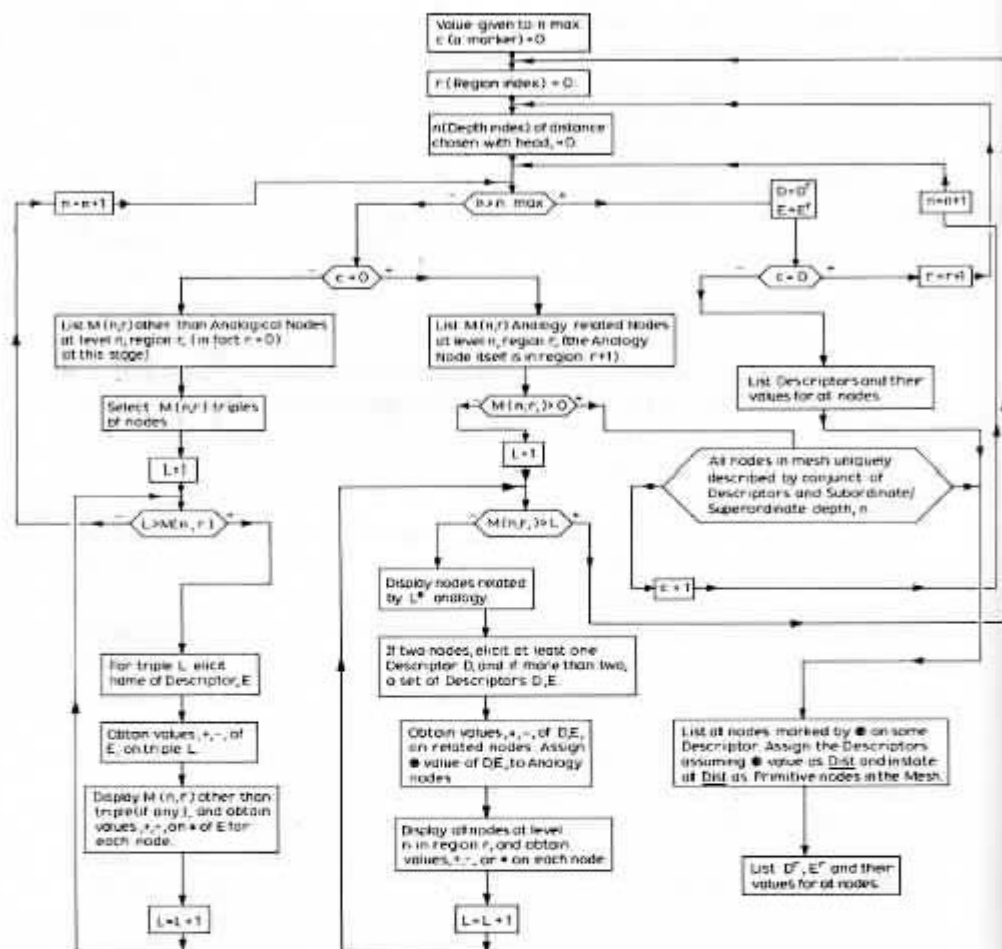 Value given to n max
c (a marker) = 0
r (Region index) = 0
n (Depth index) of distance
chosen with head, = 0
n = n+1
- n > n max +
D = Dr
E = Er
n = n+1
- c = 0 +
- c = 0 +
r = r+1
List M (n,r) other than Analogical Nodes
at level n, region r, (in fact r = 0)
at this stage)
List M (n,r) Analogy related Nodes
at level n, region r, (the Analogy
Node itself is in region r+1)
List Descriptors and their
values for all nodes.
Select M (n,r) triples
of nodes
- M (n,r,) > 0 +
L = 1
L = 1
All nodes in mesh uniquely
described by conjunct of
Descriptors and Subordinate/
Superordinate depth, n
- L > M(n, r) +
- M (n,r,) > L +
c = 1
Display nodes related
by L analogy
For triple L elicit
name of Descriptor, E
If two nodes, elicit at least one
Descriptor D, and if more than two,
a set of Descriptors D, E.
Obtain values, +, -, of
E, on triple L.
Obtain values, +, -, of D, E,
on related nodes. Assign
● value of D, E, to Analogy
nodes
List all nodes marked by ● on some
Descriptor. Assign the Descriptors
assuming ● value as Dist and instate
all Dist as Primitive nodes in the Mesh.
Display M (n,r) other than
triple (if any), and obtain
values, +, -, or * of E for
each node.
Display all nodes at level
n in region r, and obtain
values, +, -, or * on each node
List Dr, Er and their
values for all nodes.
L = L + 1
L = L + 1